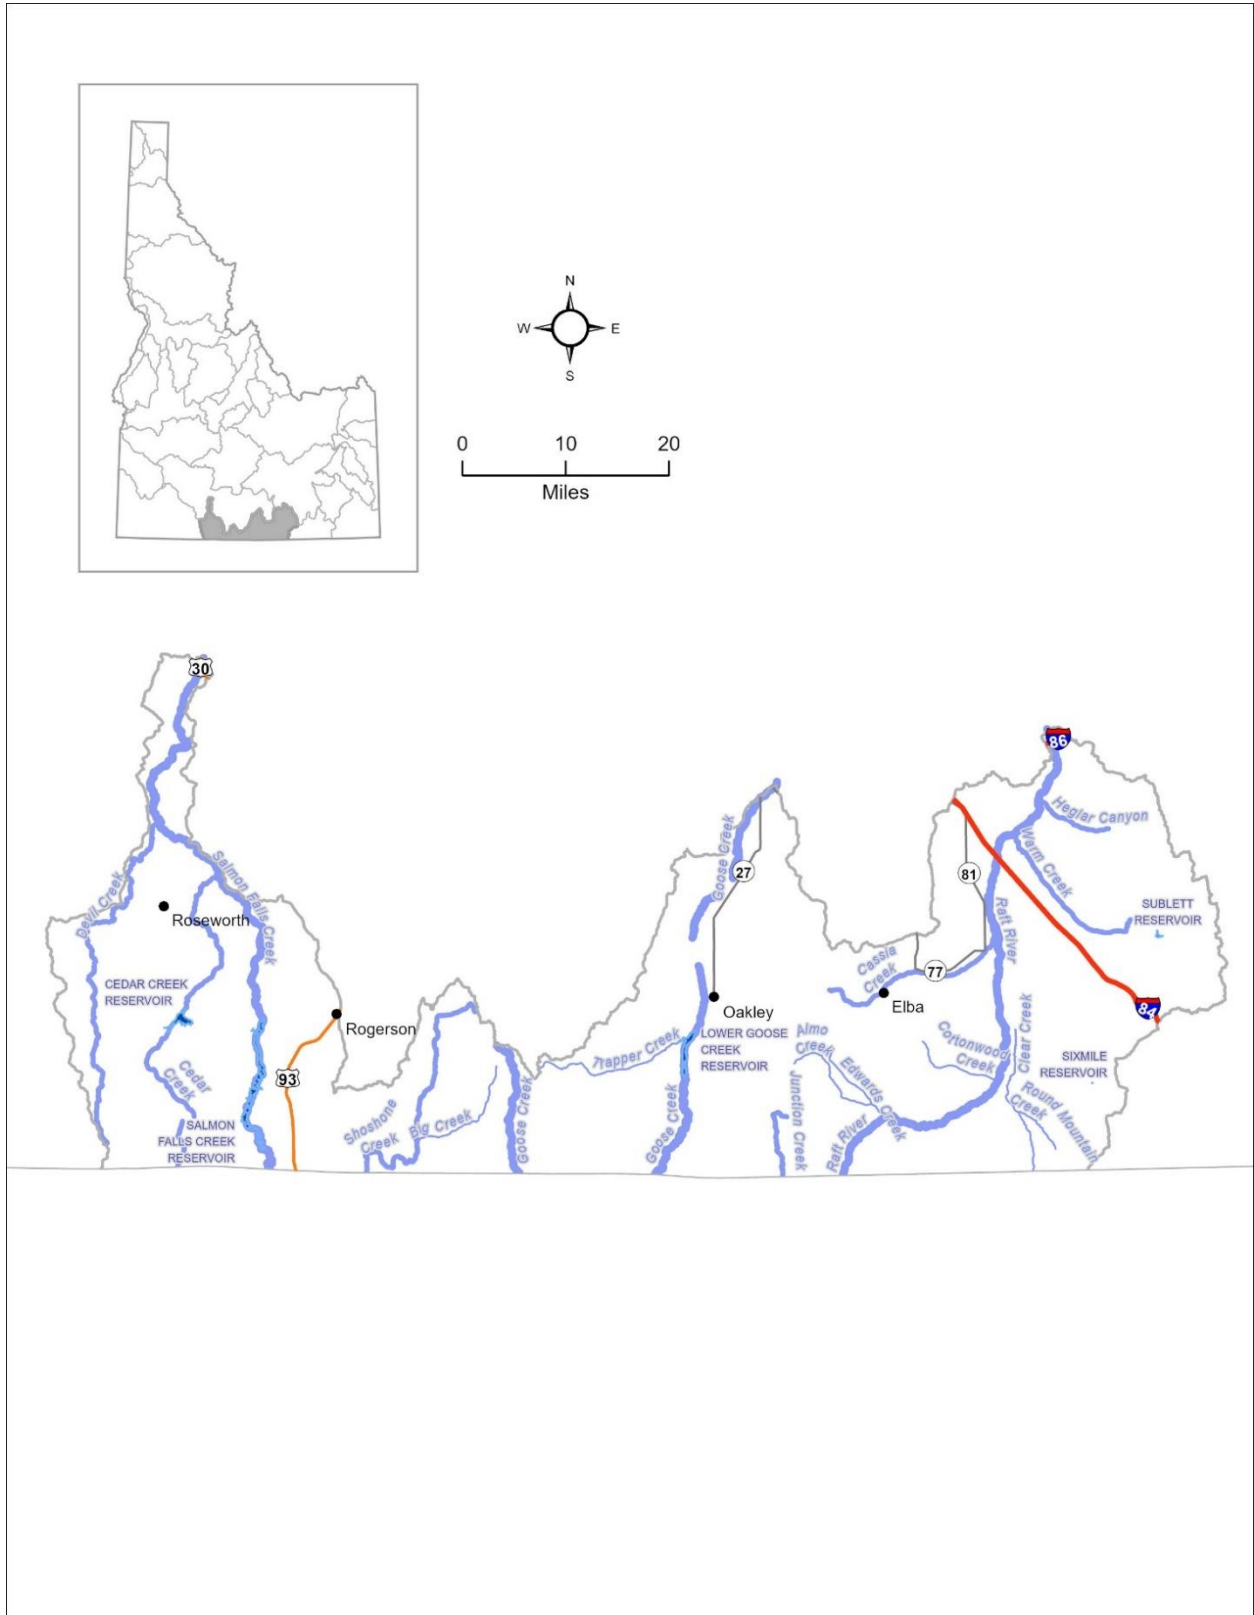 N
W
E
S
0 10 20
Miles
30
86
Heglar Canyon
Goose Creek
Warm Creek
27
81
Salmon Falls Creek
Devil Creek
Roseworth
SUBLETT
RESERVOIR
Raft River
Cassia
Creek
77
CEDAR CREEK
RESERVOIR
Oakley
Elba
84
Rogerson
Trapper Creek
LOWER GOOSE
CREEK
RESERVOIR
Almo
Creek
Cottonwood
Creek
Clear Creek
SIXMILE
RESERVOIR
93
Cedar
Creek
Edwards Creek
Junction Creek
Round Mountain
Creek
SALMON
FALLS CREEK
RESERVOIR
Shoshone
Creek
Big Creek
Goose Creek
Goose Creek
Raft River